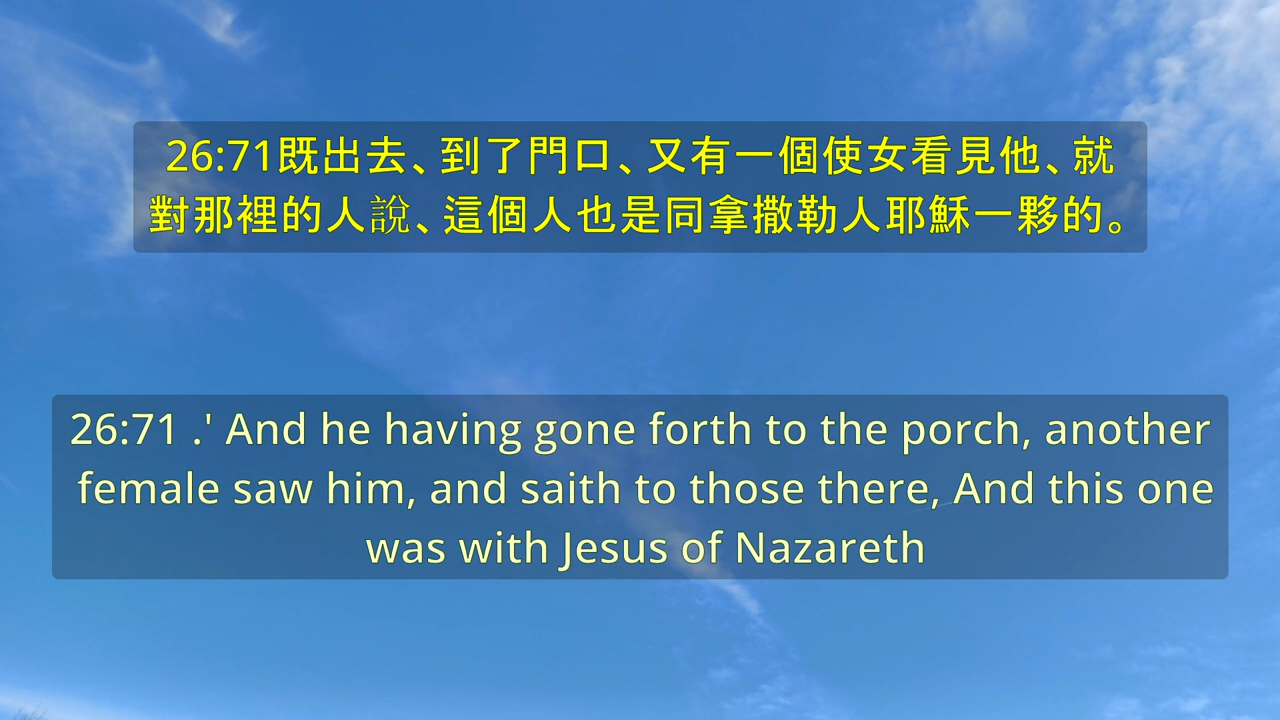 26:71既出去、到了門口、又有一個使女看見他、就
對那裡的人說、這個人也是同拿撒勒人耶穌一夥的。
26:71 .' And he having gone forth to the porch, another
female saw him, and saith to those there, And this one
was with Jesus of Nazareth